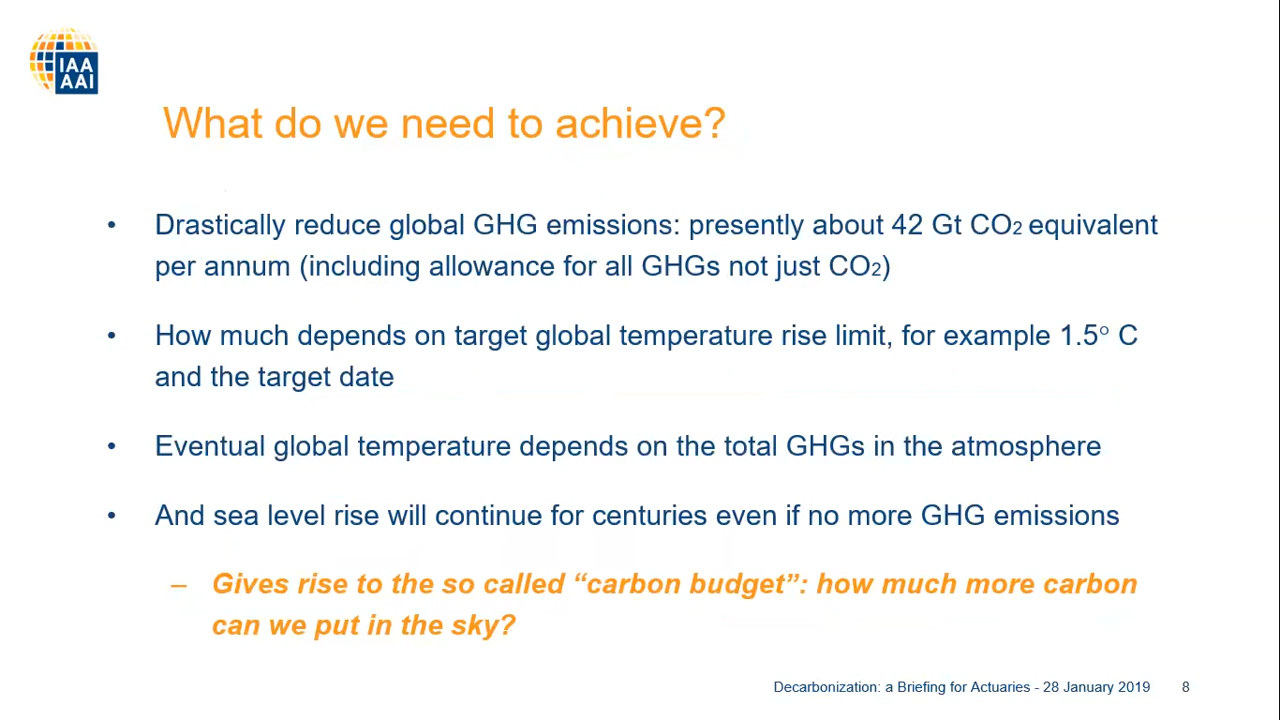 IAA
AAI
What do we need to achieve?
• Drastically reduce global GHG emissions: presently about 42 Gt CO2 equivalent
per annum (including allowance for all GHGs not just CO2)
• How much depends on target global temperature rise limit, for example 1.5° C
and the target date
• Eventual global temperature depends on the total GHGs in the atmosphere
• And sea level rise will continue for centuries even if no more GHG emissions
– Gives rise to the so called “carbon budget”: how much more carbon
can we put in the sky?
Decarbonization: a Briefing for Actuaries - 28 January 2019 8